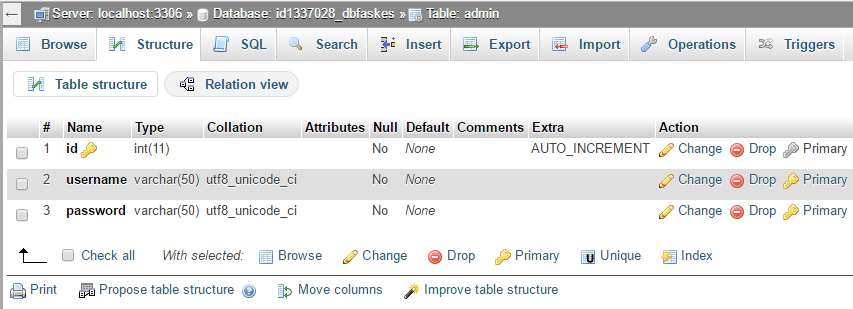 Server: localhost:3306 » Database: id1337028_dbfaskes » Table: admin
Browse Structure SQL Search Insert Export Import Operations Triggers
Table structure Relation view
# Name Type Collation Attributes Null Default Comments Extra Action
1 id int(11) No None AUTO_INCREMENT Change Drop Primary
2 username varchar(50) utf8_unicode_ci No None Change Drop Primary
3 password varchar(50) utf8_unicode_ci No None Change Drop Primary
Check all With selected: Browse Change Drop Primary U Unique Index
Print Propose table structure Move columns Improve table structure